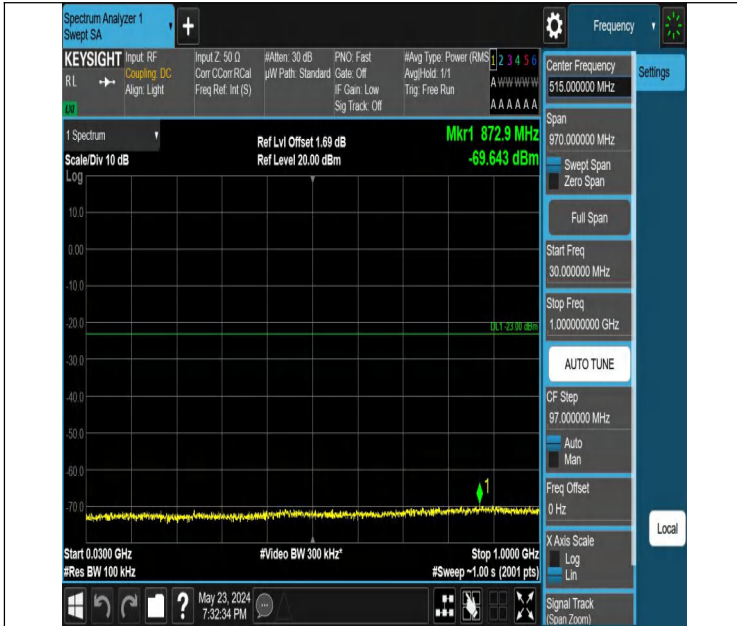 Spectrum Analyzer 1
Swept SA
+
Frequency
KEYSIGHT
RL
Input: RF
Coupling: DC
Align: Light
Input Z: 50 Ω
Corr CCorr RCal
Freq Ref: Int (S)
#Atten: 30 dB
µW Path: Standard
PNO: Fast
Gate: Off
IF Gain: Low
Sig Track: Off
#Avg Type: Power (RMS
Avg|Hold: 1/1
Trig: Free Run
1 2 3 4 5 6
A W W W W W
A A A A A A
1 Spectrum
Scale/Div 10 dB
Log
Ref Lvl Offset 1.69 dB
Ref Level 20.00 dBm
Mkr1 872.9 MHz
-69.643 dBm
10.0
0.00
-10.0
-20.0
DL1 -23.00 dBm
-30.0
-40.0
-50.0
-60.0
1
-70.0
Start 0.0300 GHz
#Res BW 100 kHz
#Video BW 300 kHz*
Stop 1.0000 GHz
#Sweep ~1.00 s (2001 pts)
May 23, 2024
7:32:34 PM
?
Center Frequency
515.000000 MHz
Settings
Span
970.000000 MHz
Swept Span
Zero Span
Full Span
Start Freq
30.000000 MHz
Stop Freq
1.000000000 GHz
AUTO TUNE
CF Step
97.000000 MHz
Auto
Man
Freq Offset
0 Hz
Local
X Axis Scale
Log
Lin
Signal Track
(Span Zoom)